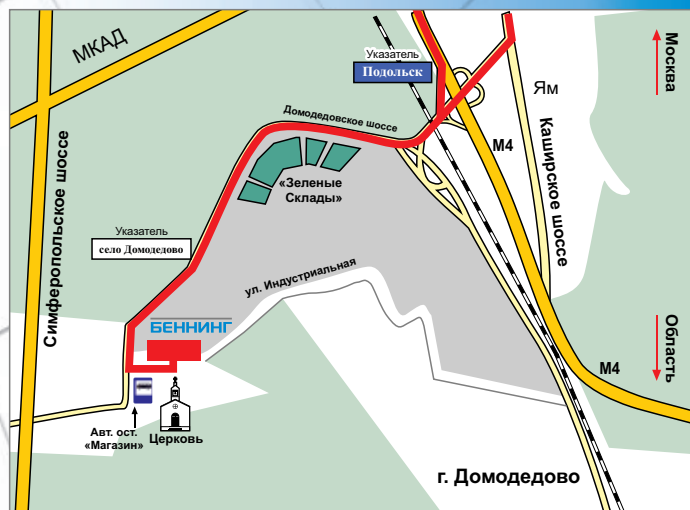 МКАД
Указатель
Подольск
Москва
Ям
Домодедовское шоссе
М4
Каширское шоссе
«Зеленые
Склады»
Симферопольское шоссе
Указатель
село Домодедово
ул. Индустриальная
БЕННИНГ
Область
М4
Авт. ост.
«Магазин»
Церковь
г. Домодедово